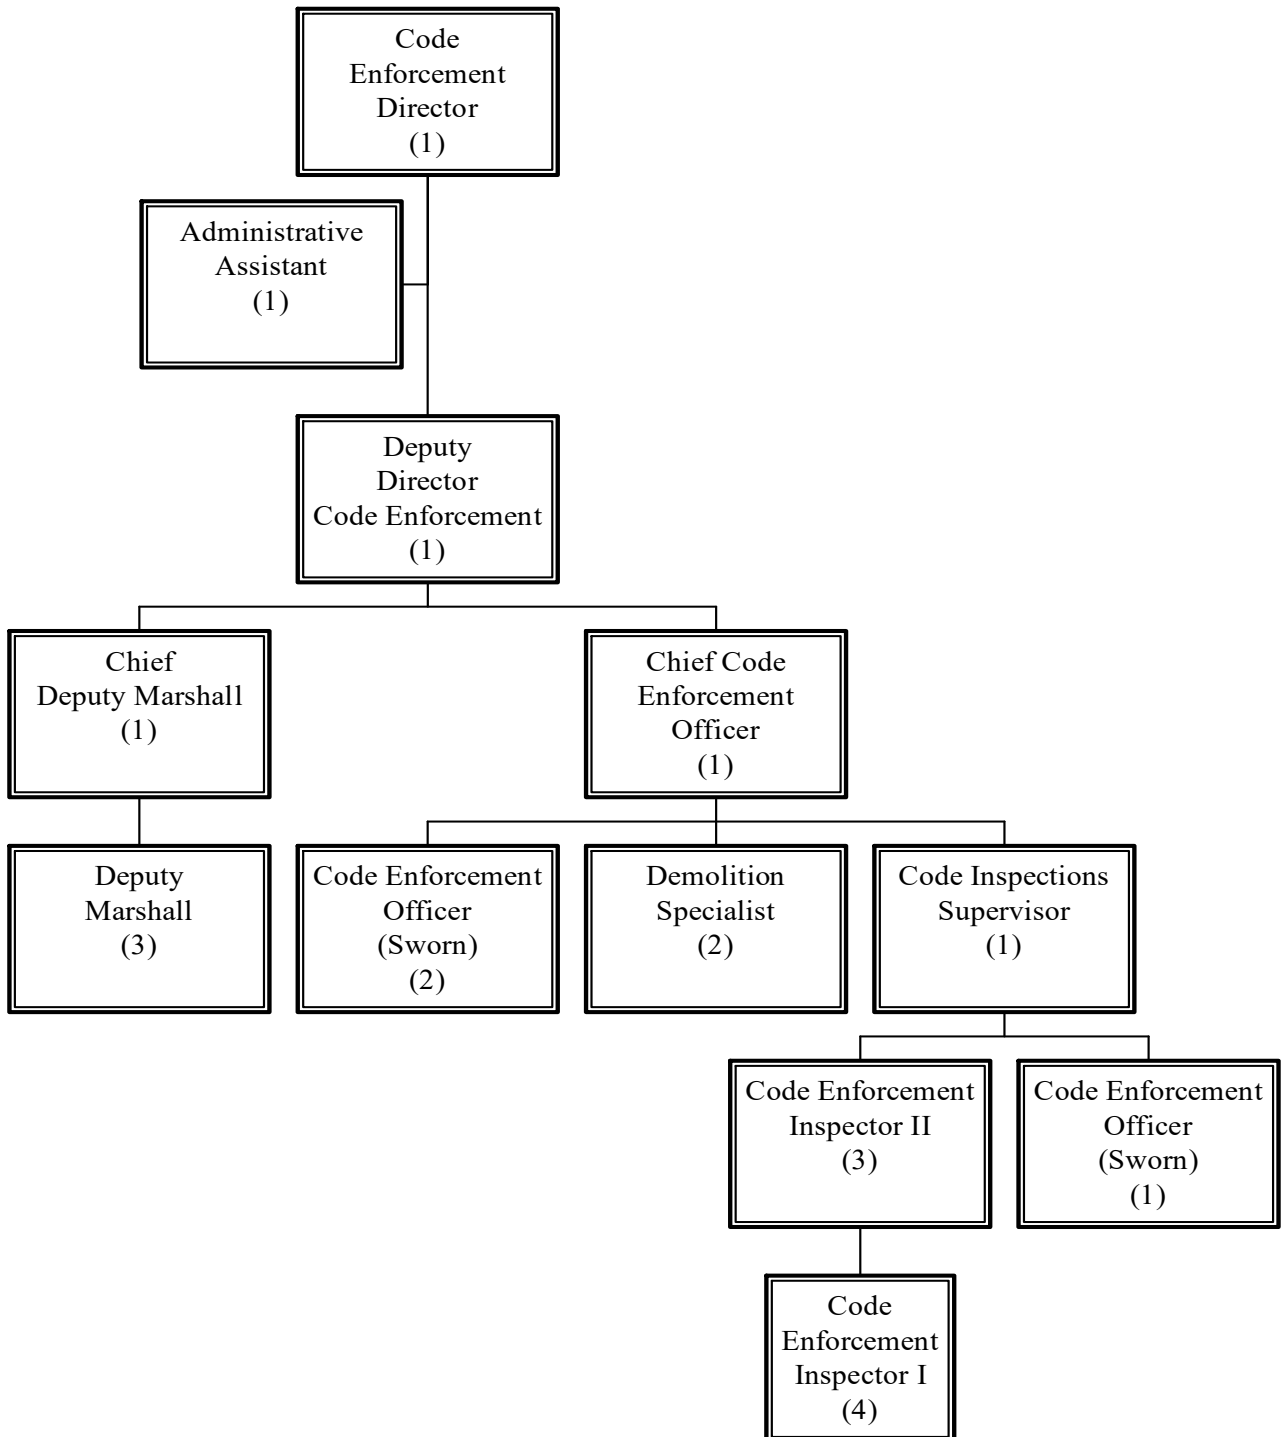 Code
Enforcement
Director
(1)
Administrative
Assistant
(1)
Deputy
Director
Code Enforcement
(1)
Chief
Deputy Marshall
(1)
Chief Code
Enforcement
Officer
(1)
Deputy
Marshall
(3)
Code Enforcement
Officer
(Sworn)
(2)
Demolition
Specialist
(2)
Code Inspections
Supervisor
(1)
Code Enforcement
Inspector II
(3)
Code Enforcement
Officer
(Sworn)
(1)
Code
Enforcement
Inspector I
(4)